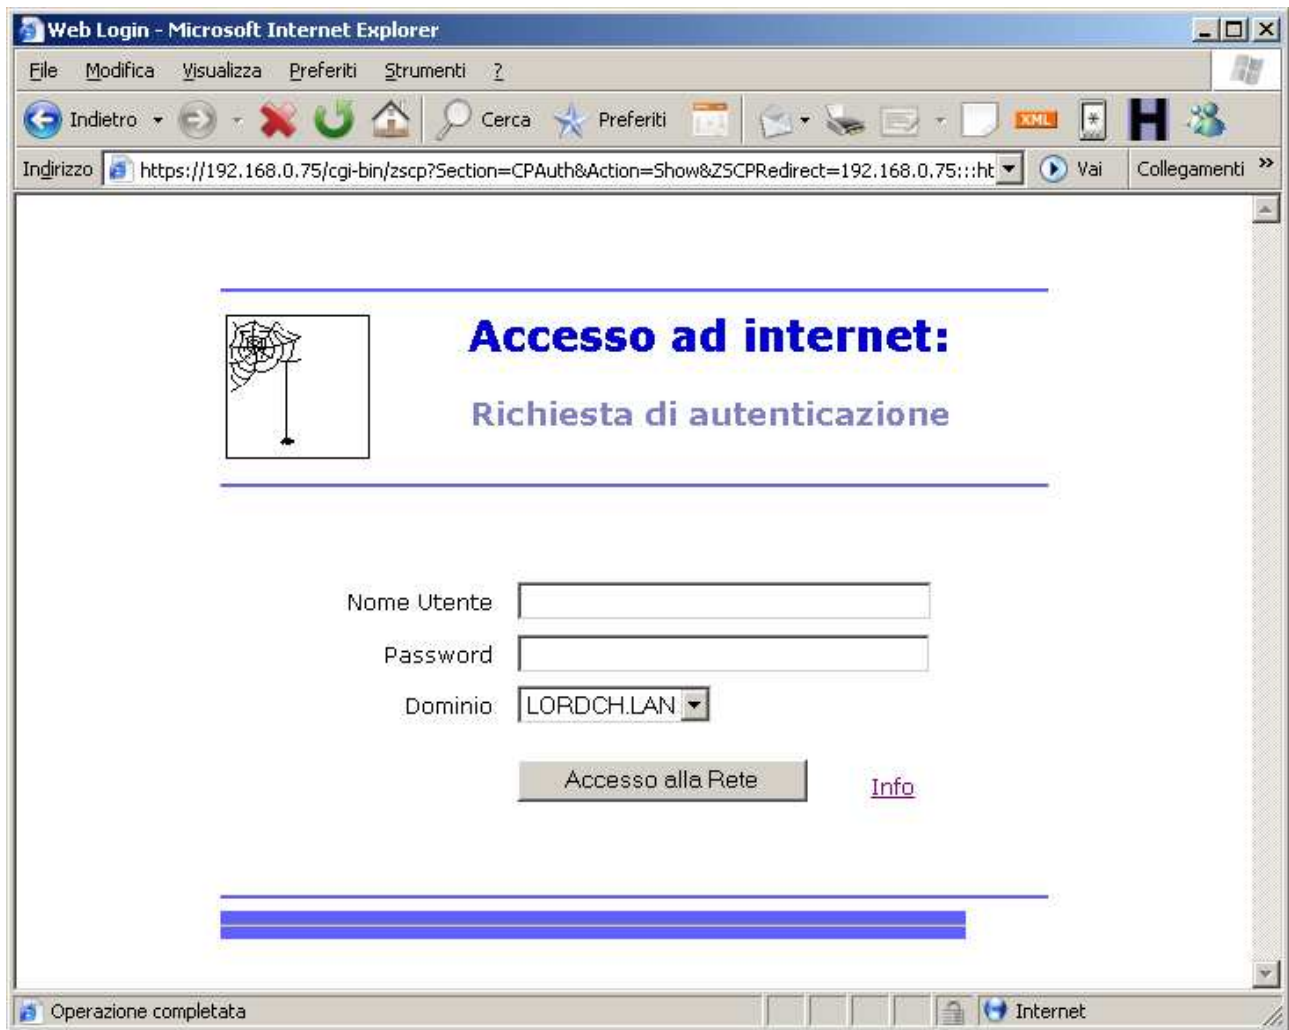 Web Login - Microsoft Internet Explorer
File Modifica Visualizza Preferiti Strumenti ?
Indietro Cerca Preferiti XML * H
Indirizzo https://192.168.0.75/cgi-bin/zscp?Section=CPAuth&Action=Show&ZSCPRedirect=192.168.0.75:::ht Vai Collegamenti »
Accesso ad internet:
Richiesta di autenticazione
Nome Utente
Password
Dominio LORDCH.LAN
Accesso alla Rete Info
Operazione completata Internet